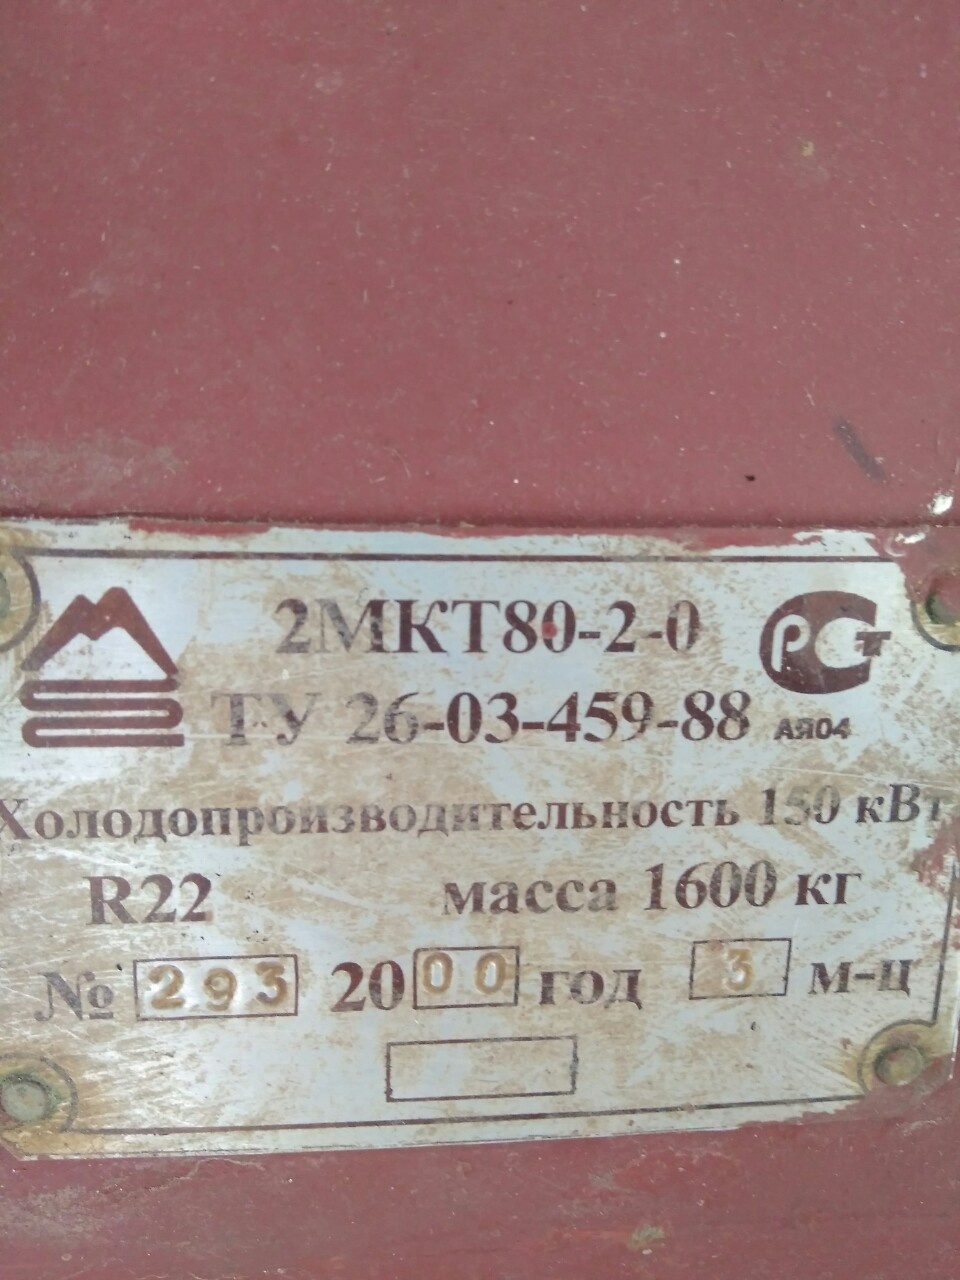 2МКТ80-2-0
РСТ
ТУ 26-03-459-88 АЯ04
Холодопроизводительность 150 кВт
R22 масса 1600 кг
№ 293 2000 год 3 м-ц